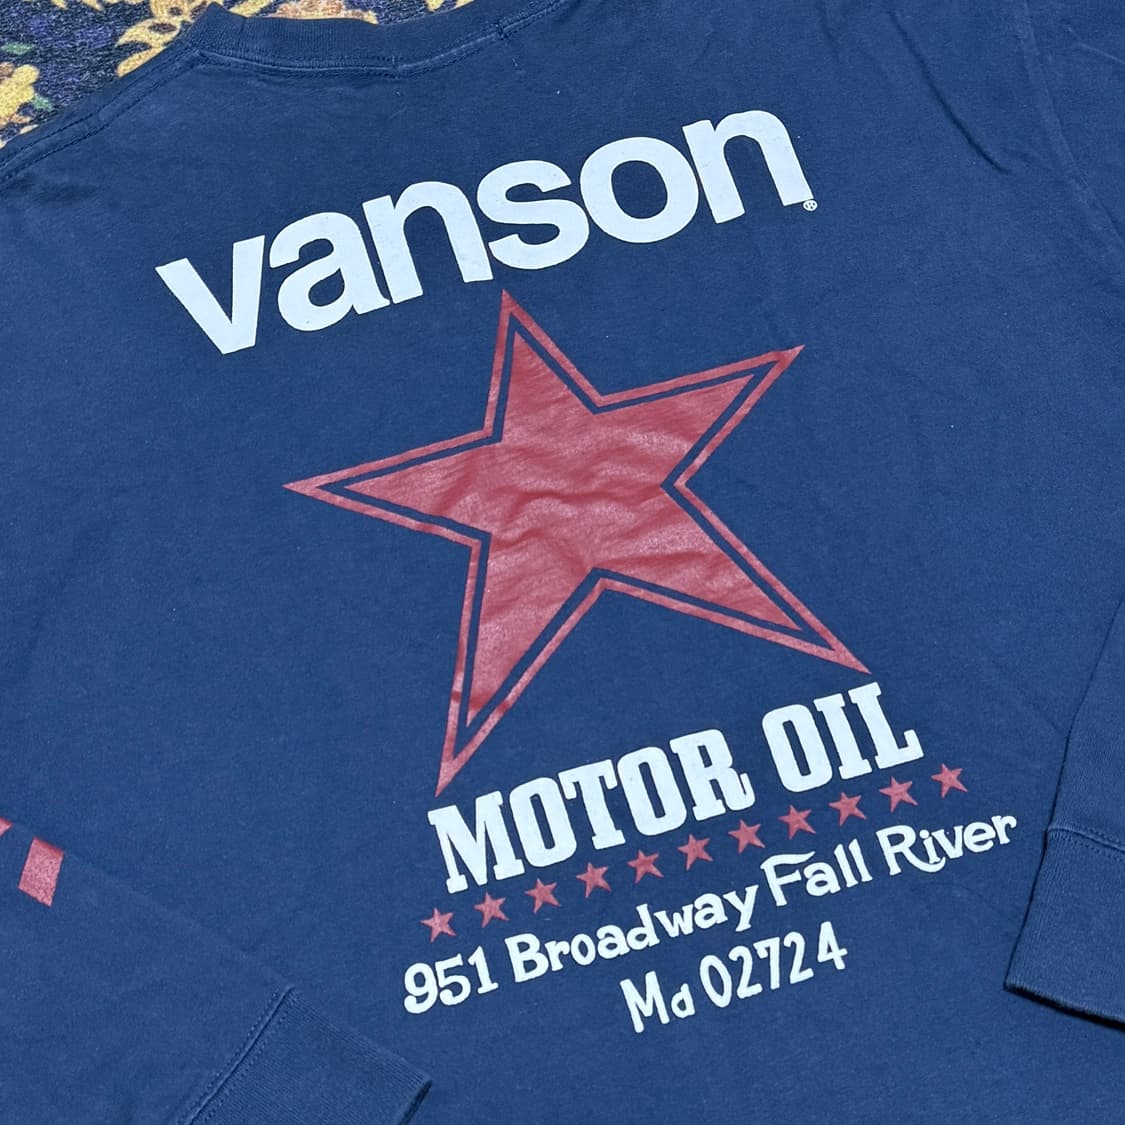 vanson®
MOTOR OIL
951 Broadway Fall River
Ma 02724